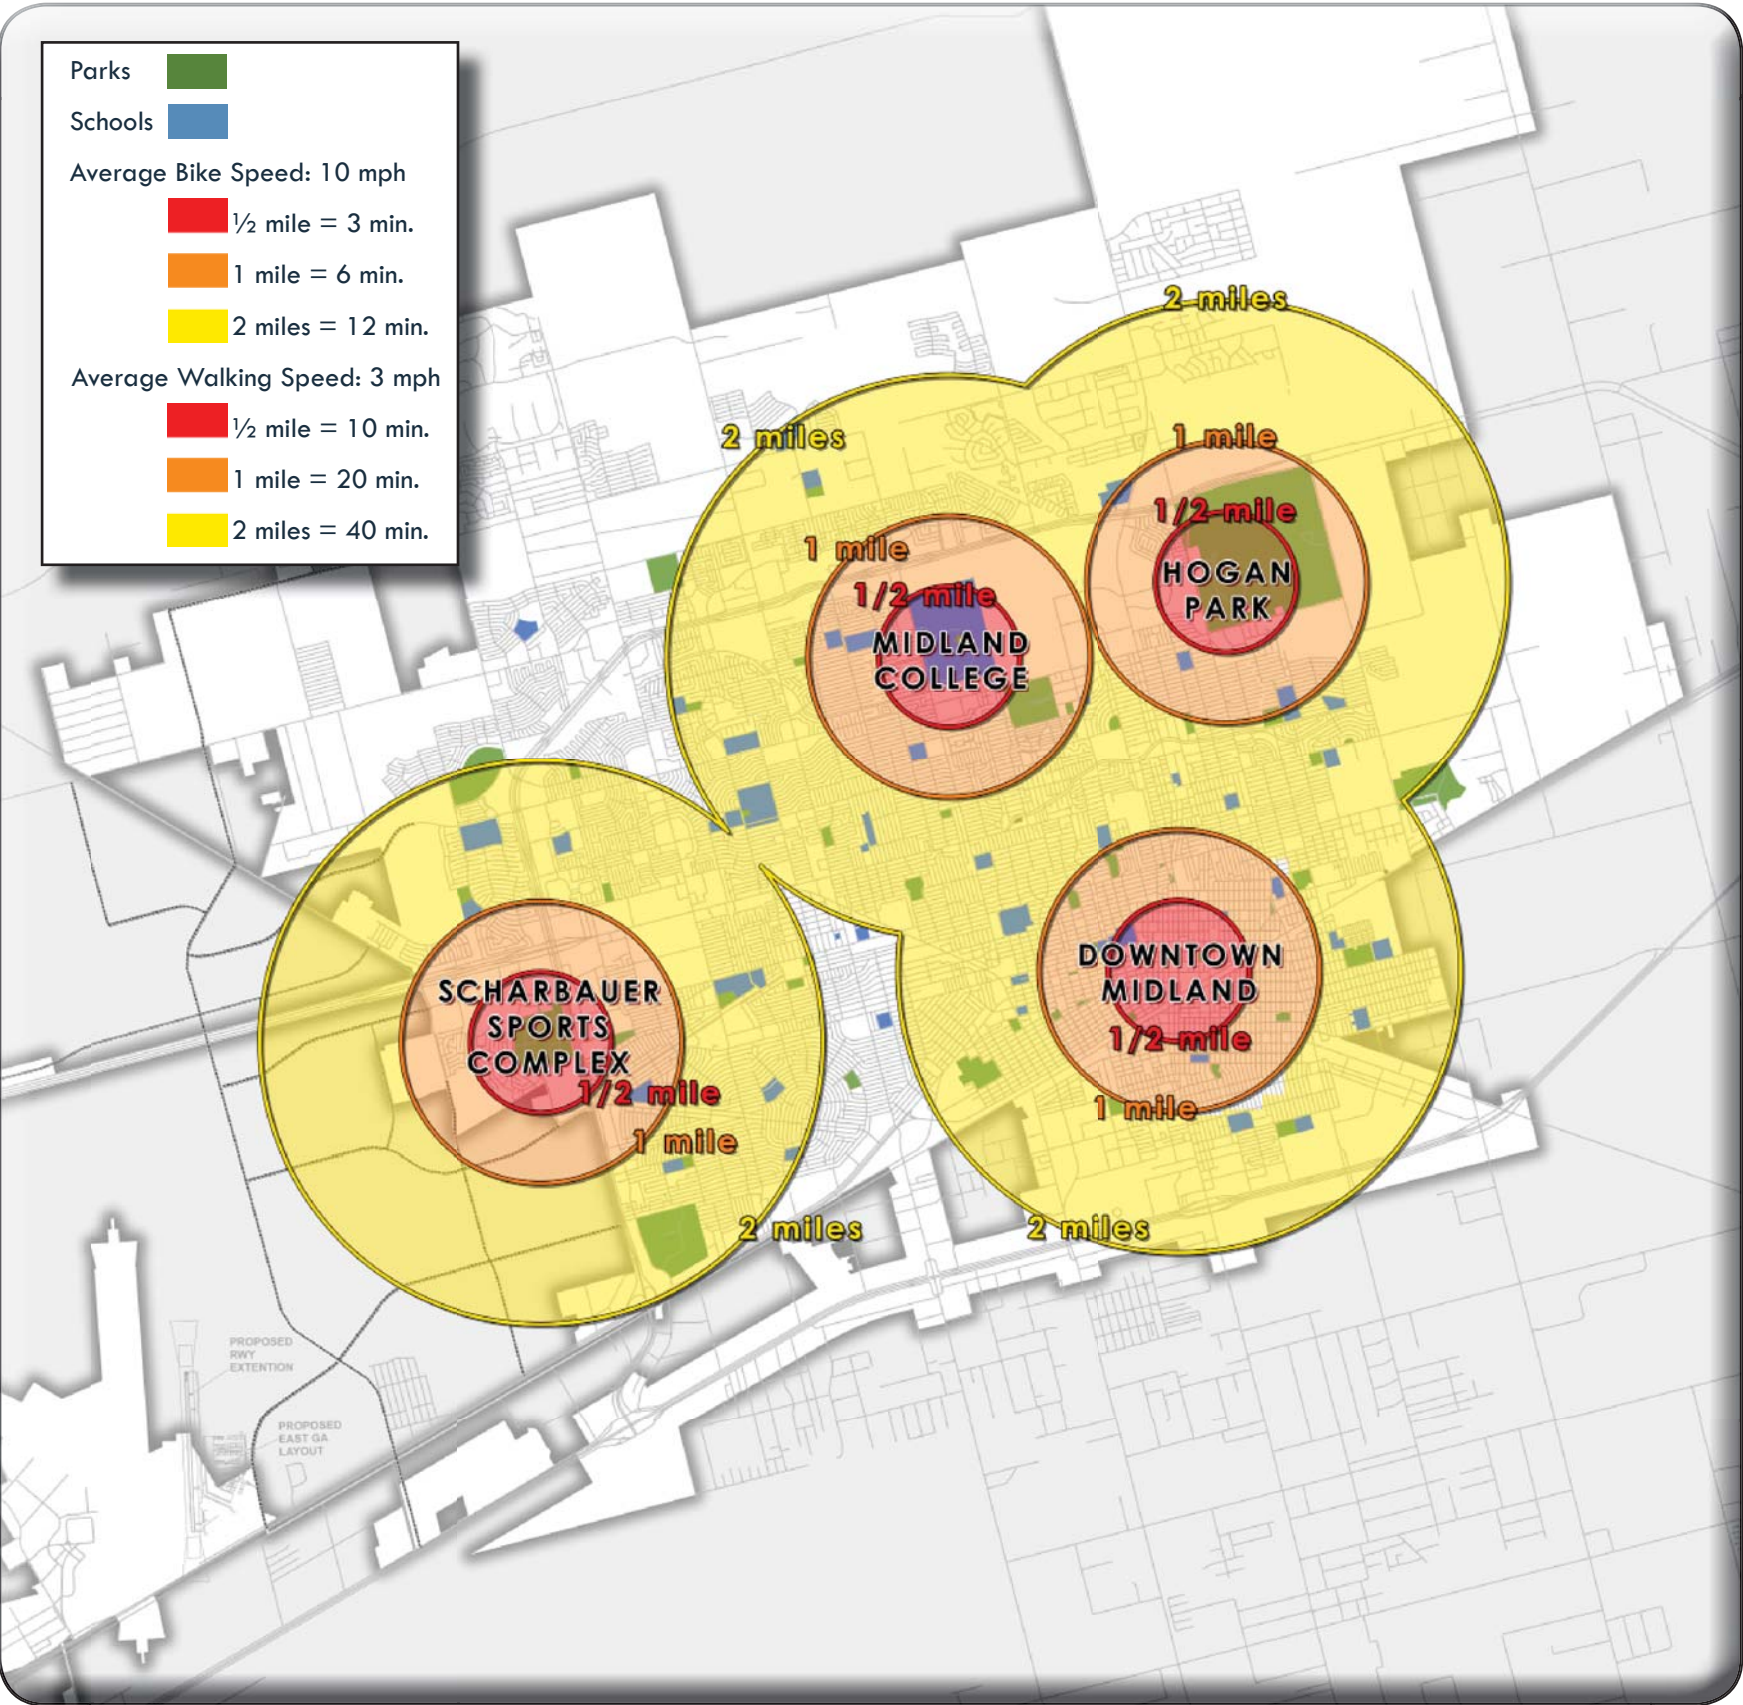 Parks
Schools
Average Bike Speed: 10 mph
½ mile = 3 min.
1 mile = 6 min.
2 miles = 12 min.
Average Walking Speed: 3 mph
½ mile = 10 min.
1 mile = 20 min.
2 miles = 40 min.
2 miles
2 miles
1 mile
1/2 mile
HOGAN
PARK
1 mile
1/2 mile
MIDLAND
COLLEGE
DOWNTOWN
MIDLAND
1/2 mile
1 mile
2 miles
SCHARBAUER
SPORTS
COMPLEX
1/2 mile
1 mile
2 miles
PROPOSED
RWY
EXTENTION
PROPOSED
EAST GA
LAYOUT